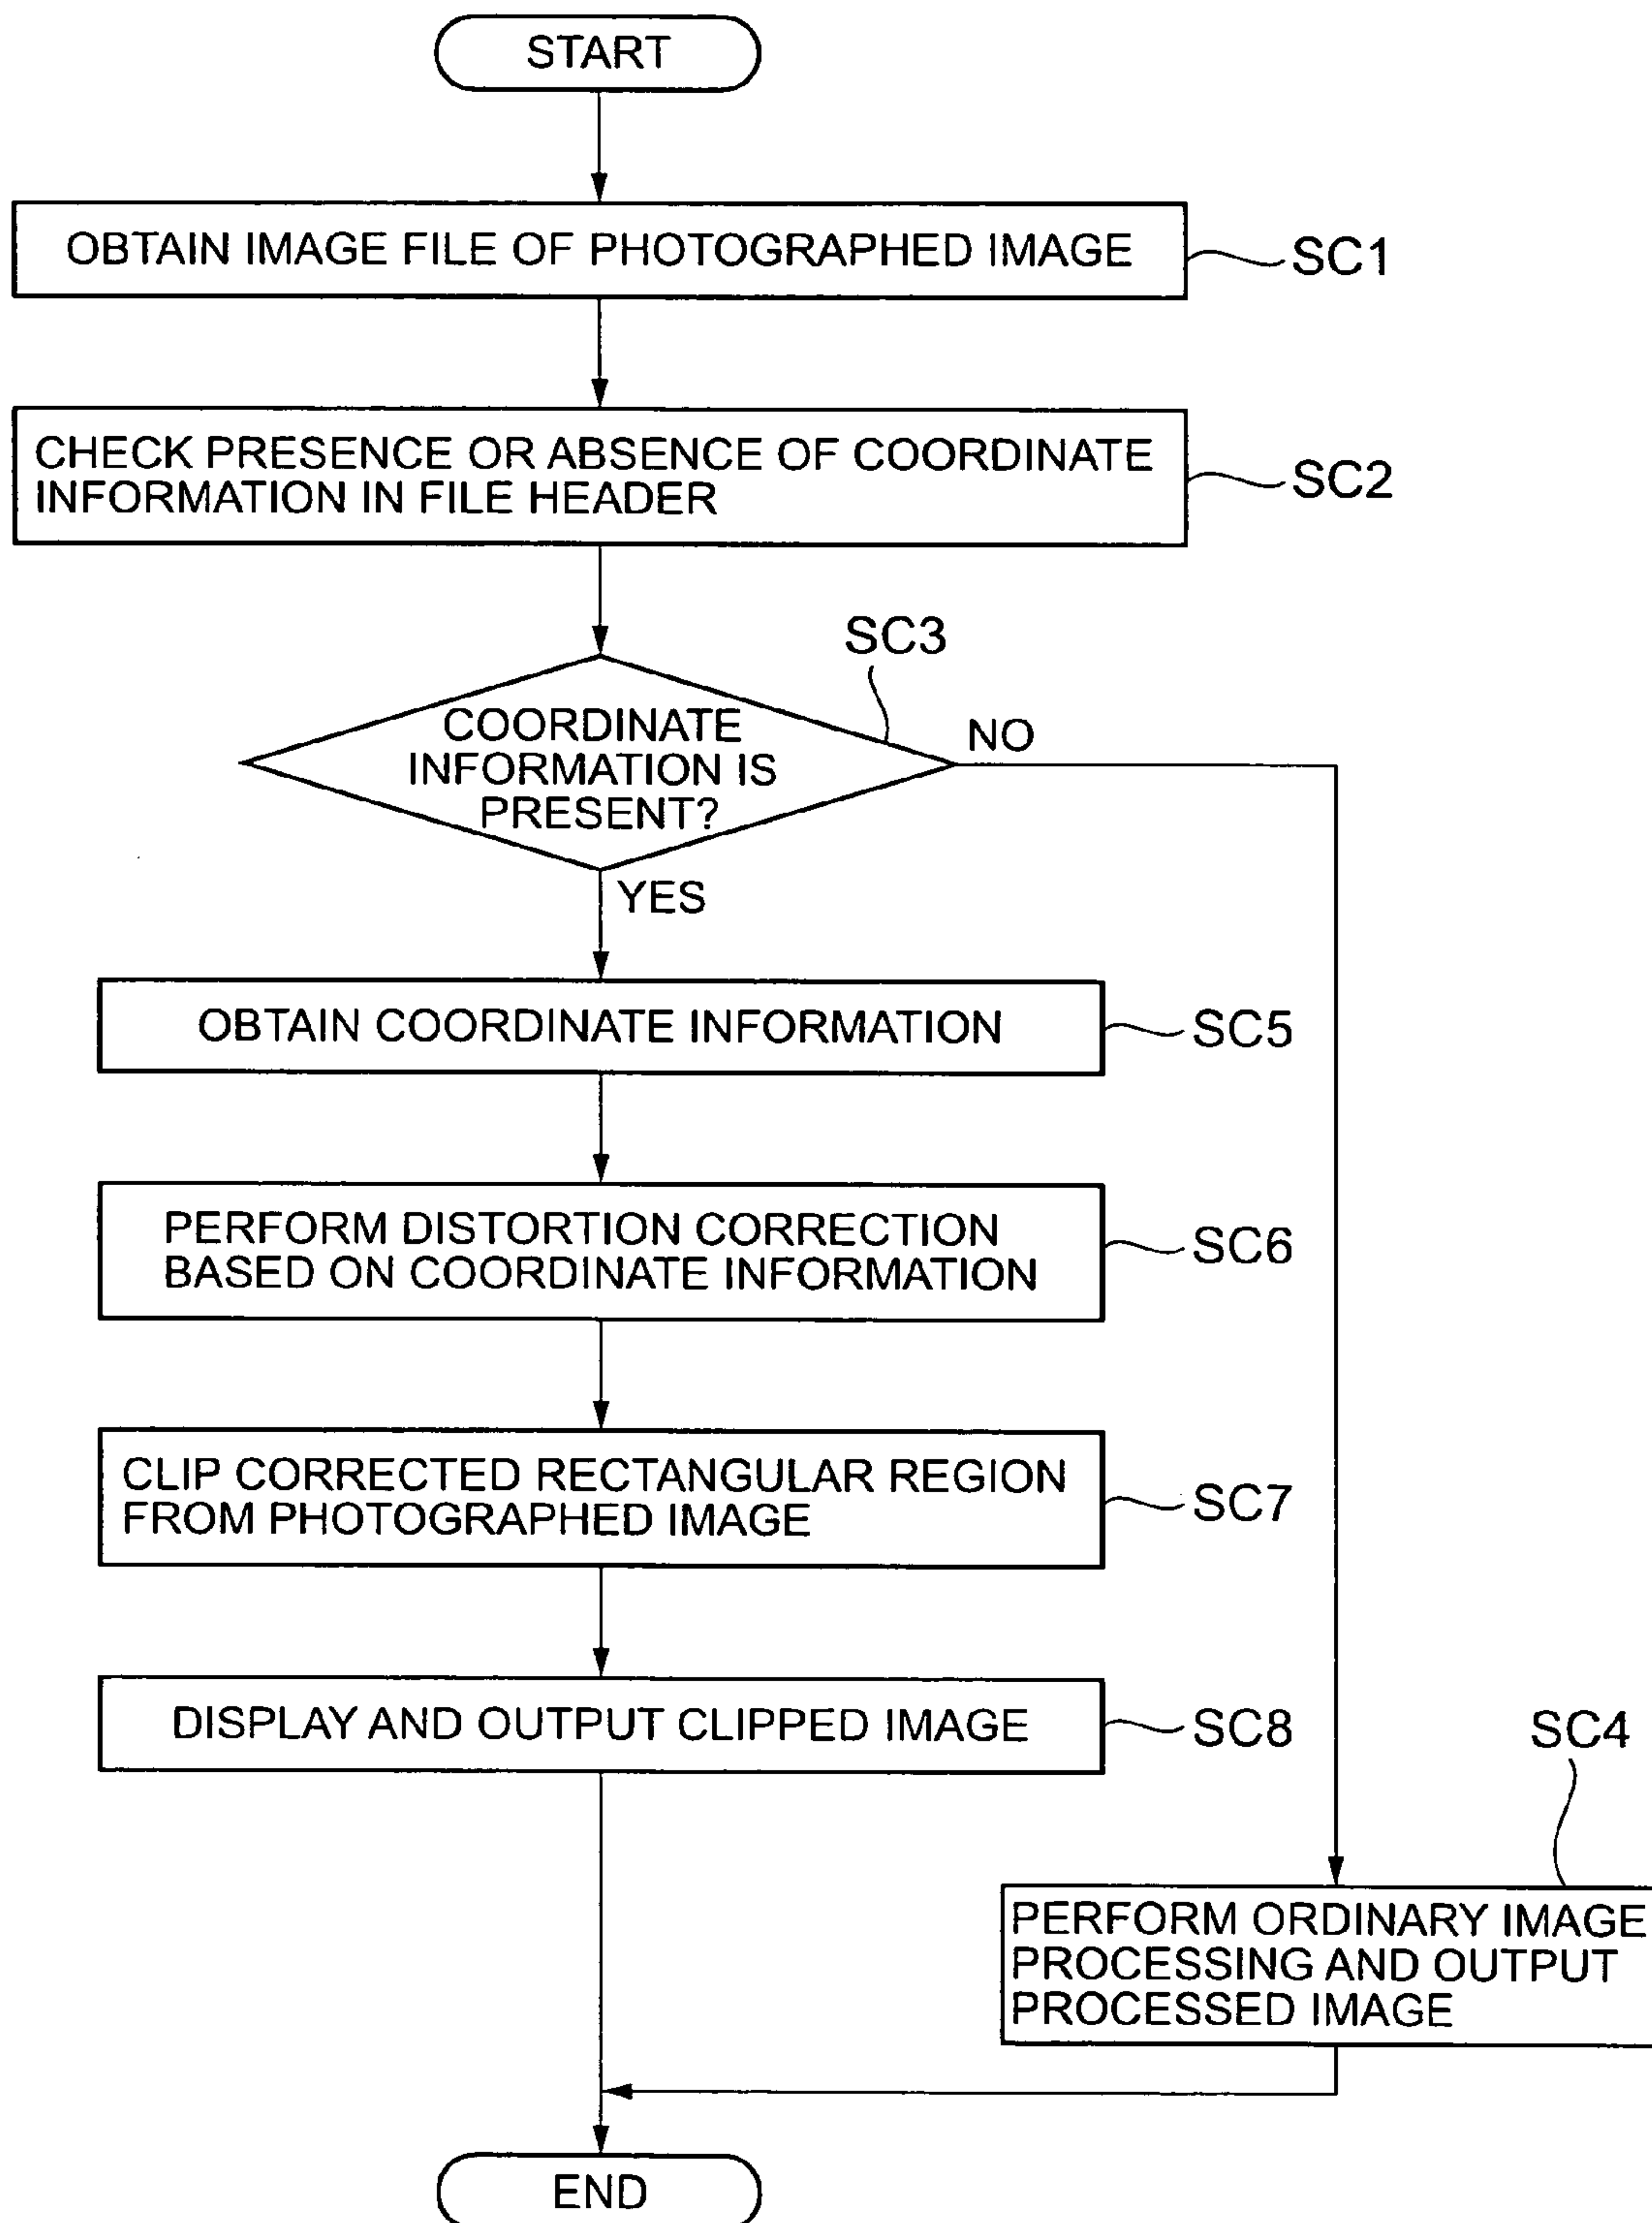 START
OBTAIN IMAGE FILE OF PHOTOGRAPHED IMAGE
SC1
CHECK PRESENCE OR ABSENCE OF COORDINATE
INFORMATION IN FILE HEADER
SC2
SC3
COORDINATE
INFORMATION IS
PRESENT?
NO
YES
OBTAIN COORDINATE INFORMATION
SC5
PERFORM DISTORTION CORRECTION
BASED ON COORDINATE INFORMATION
SC6
CLIP CORRECTED RECTANGULAR REGION
FROM PHOTOGRAPHED IMAGE
SC7
DISPLAY AND OUTPUT CLIPPED IMAGE
SC8
SC4
PERFORM ORDINARY IMAGE
PROCESSING AND OUTPUT
PROCESSED IMAGE
END